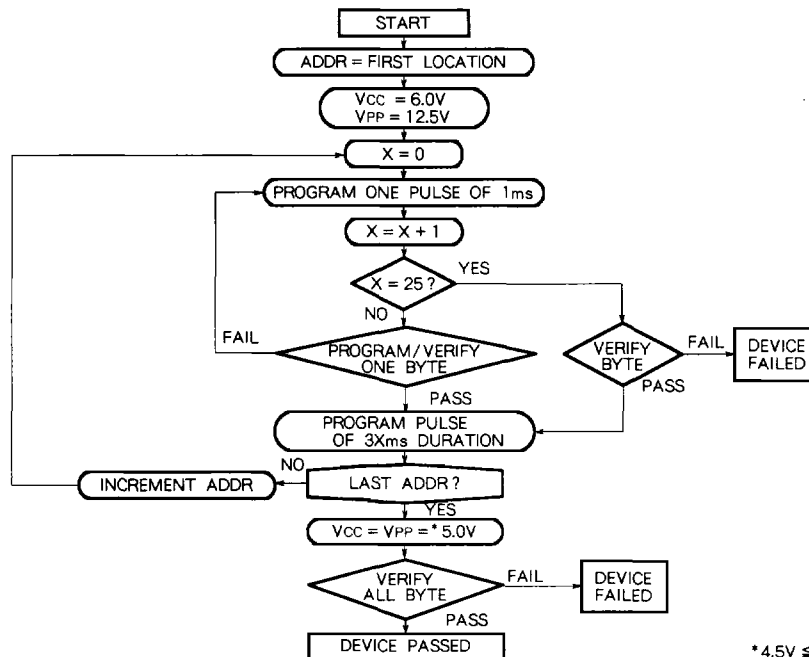 START
ADDR = FIRST LOCATION
VCC = 6.0V
VPP = 12.5V
X = 0
PROGRAM ONE PULSE OF 1ms
X = X + 1
X = 25 ?
YES
NO
FAIL
PROGRAM/VERIFY
ONE BYTE
PASS
VERIFY
BYTE
FAIL
PASS
DEVICE
FAILED
PROGRAM PULSE
OF 3Xms DURATION
LAST ADDR ?
NO
INCREMENT ADDR
YES
VCC = VPP = *5.0V
VERIFY
ALL BYTE
FAIL
DEVICE
FAILED
PASS
DEVICE PASSED
*4.5V ≦